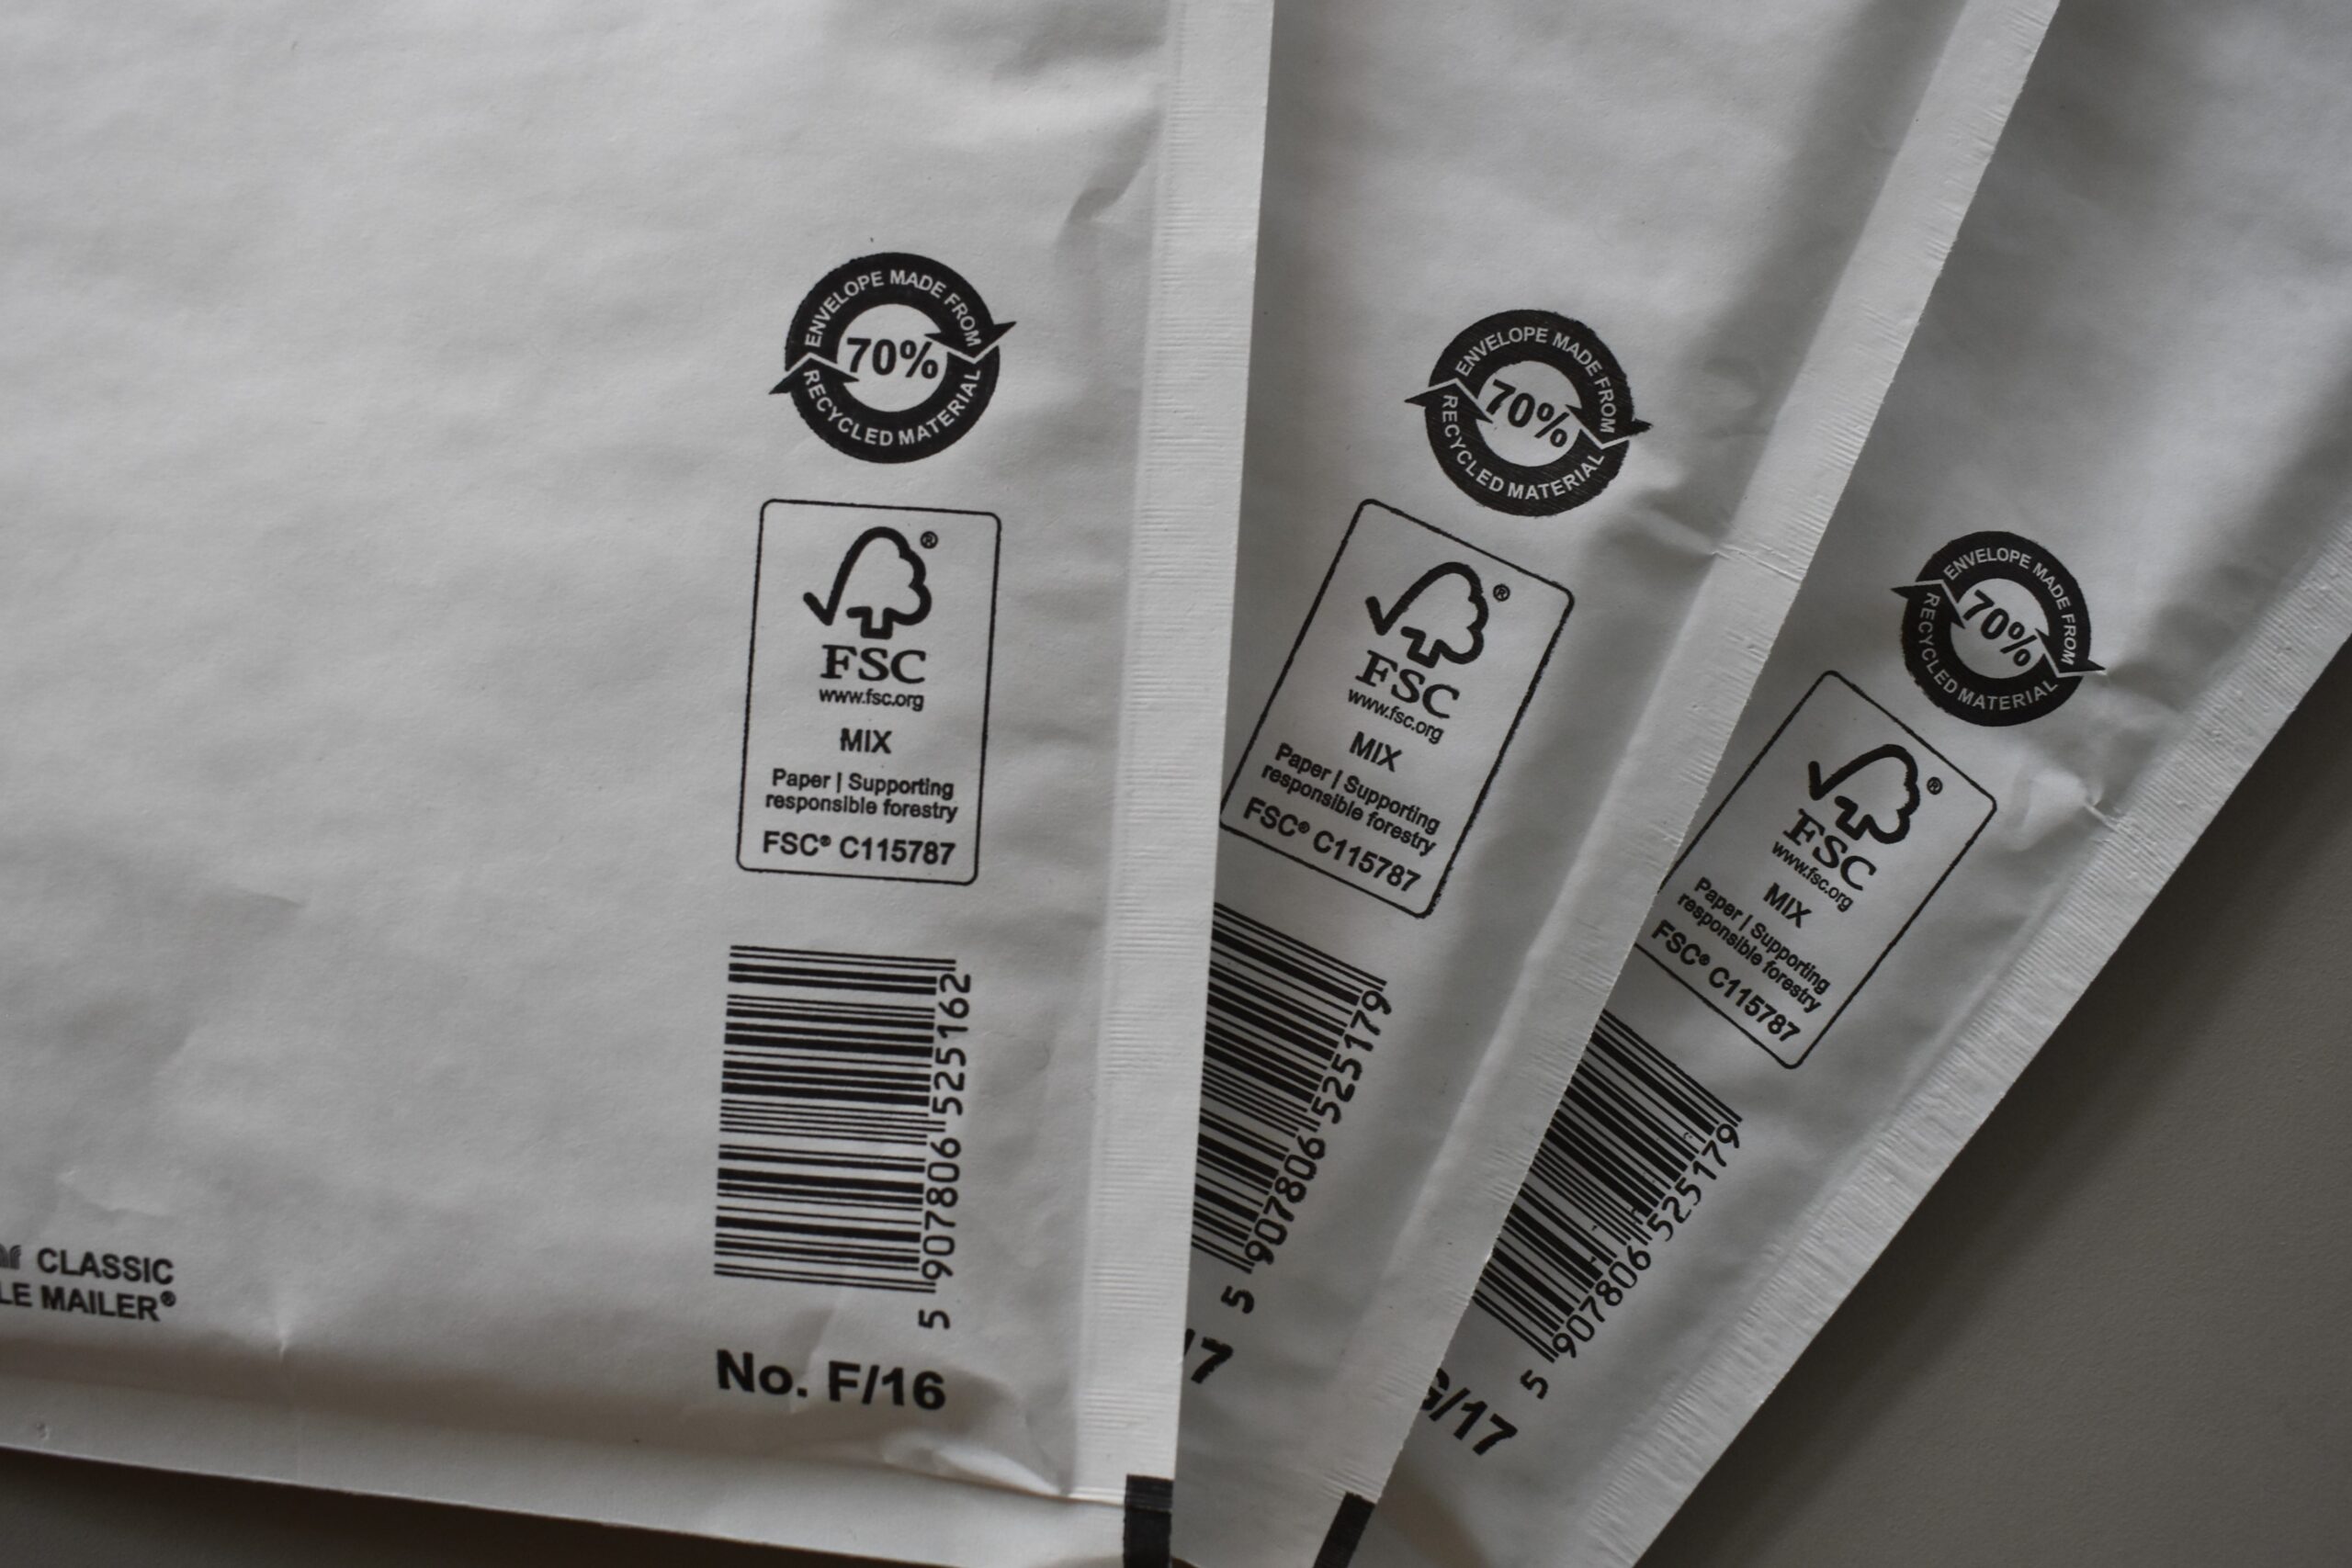 ENVELOPE MADE FROM
70%
RECYCLED MATERIAL
®
FSC
www.fsc.org
MIX
Paper | Supporting
responsible forestry
FSC® C115787
5 907806 525162
No. F/16
CLASSIC
MAILER®
ENVELOPE MADE FROM
70%
RECYCLED MATERIAL
®
FSC
www.fsc.org
MIX
Paper | Supporting
responsible forestry
FSC® C115787
5 907806 525179
/17
ENVELOPE MADE FROM
70%
RECYCLED MATERIAL
®
FSC
www.fsc.org
MIX
Paper | Supporting
responsible forestry
FSC® C115787
5 907806 525179
G/17